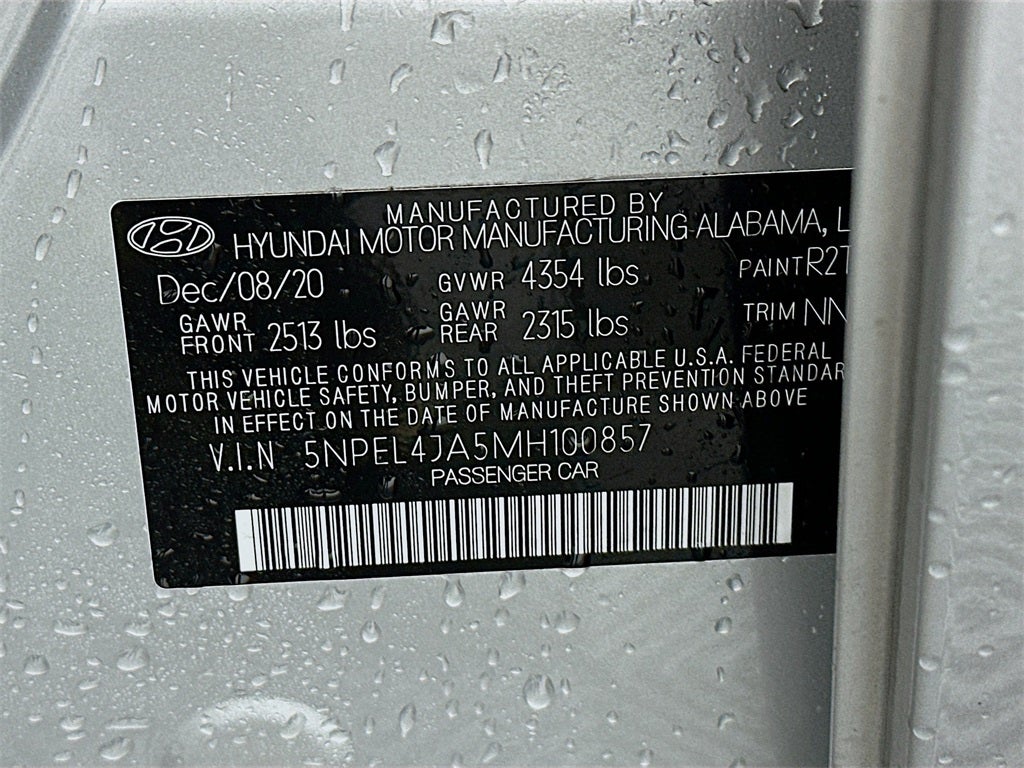 MANUFACTURED BY
HYUNDAI MOTOR MANUFACTURING ALABAMA, L
Dec/08/20 GVWR 4354 lbs PAINT R2T
GAWR FRONT 2513 lbs GAWR REAR 2315 lbs TRIM NN
THIS VEHICLE CONFORMS TO ALL APPLICABLE U.S.A. FEDERAL
MOTOR VEHICLE SAFETY, BUMPER, AND THEFT PREVENTION STANDAR
IN EFFECT ON THE DATE OF MANUFACTURE SHOWN ABOVE
V.I.N 5NPEL4JA5MH100857
PASSENGER CAR